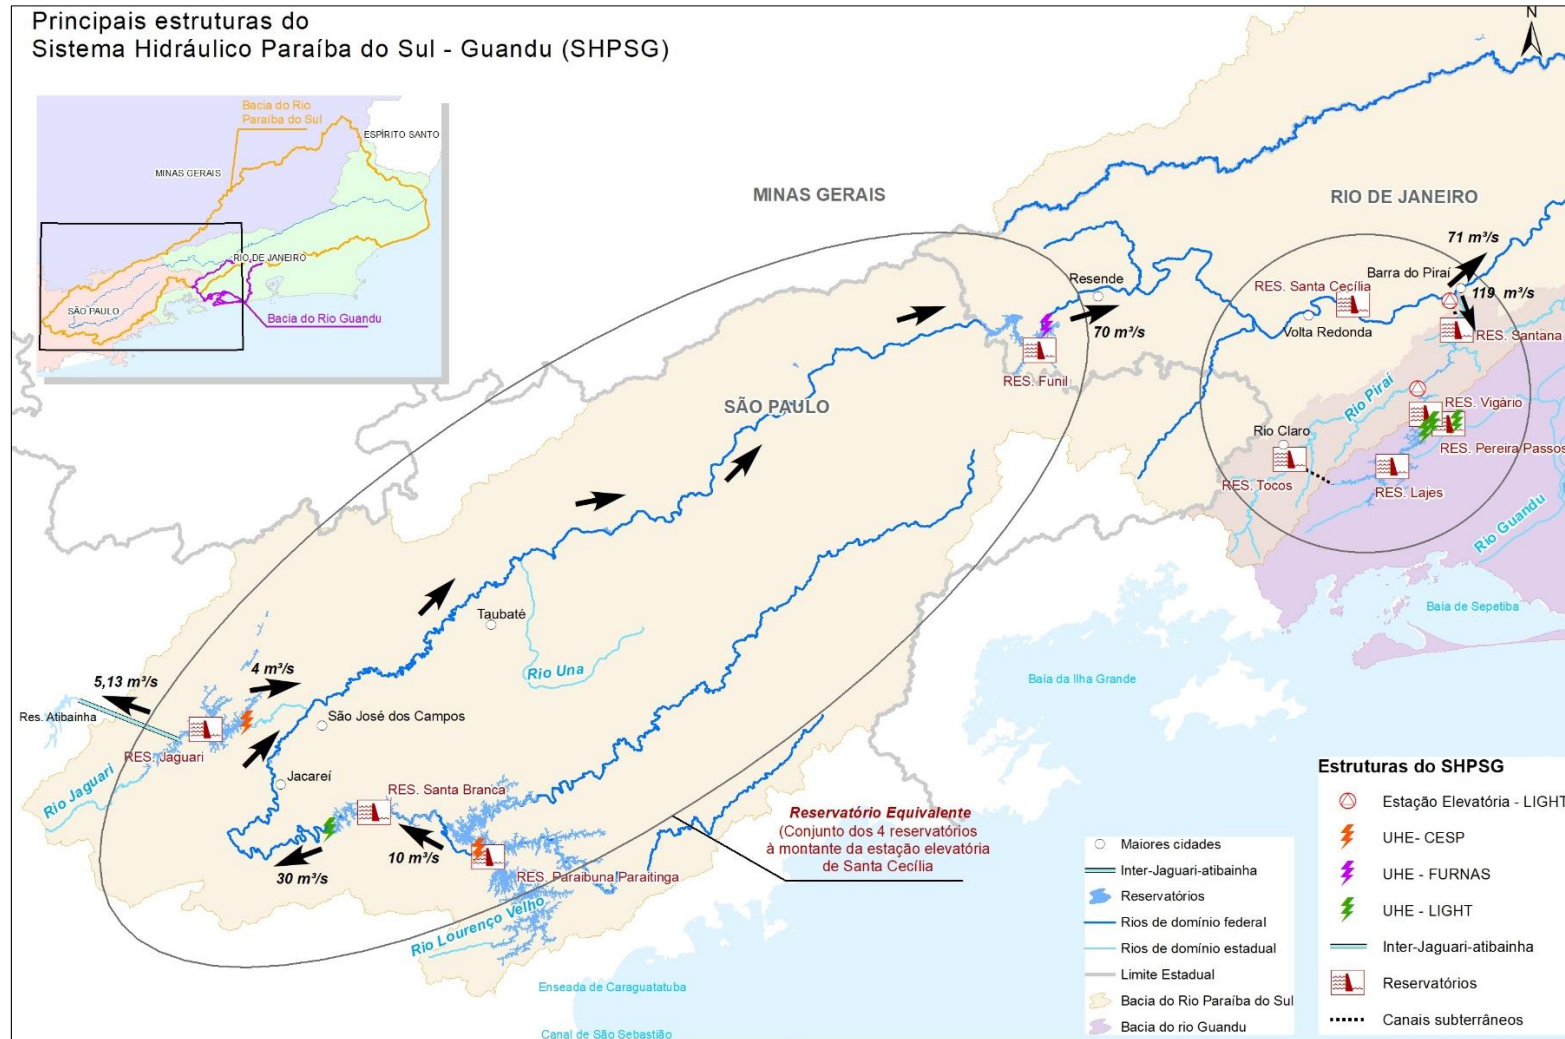 Principais estruturas do
Sistema Hidráulico Paraíba do Sul - Guandu (SHPSG)
N
Bacia do Rio
Paraíba do Sul
ESPÍRITO SANTO
MINAS GERAIS
RIO DE JANEIRO
SÃO PAULO
Bacia do Rio Guandu
MINAS GERAIS
RIO DE JANEIRO
71 m³/s
Resende
RES. Santa Cecília
Barra do Piraí
119 m³/s
70 m³/s
Volta Redonda
RES. Santana
RES. Funil
Rio Piraí
SÃO PAULO
RES. Vigário
Rio Claro
RES. Pereira Passos
RES. Tocos
RES. Lajes
Rio Guandu
Taubaté
Baía de Sepetiba
Rio Una
4 m³/s
5,13 m³/s
Baía da Ilha Grande
Res. Atibainha
São José dos Campos
RES. Jaguari
Rio Jaguari
Jacareí
RES. Santa Branca
10 m³/s
30 m³/s
RES. Paraibuna Paraitinga
Rio Lourenço Velho
Reservatório Equivalente
(Conjunto dos 4 reservatórios
à montante da estação elevatória
de Santa Cecília)
Enseada de Caraguatatuba
Canal de São Sebastião
Maiores cidades
Inter-Jaguari-atibainha
Reservatórios
Rios de domínio federal
Rios de domínio estadual
Limite Estadual
Bacia do Rio Paraíba do Sul
Bacia do rio Guandu
Estruturas do SHPSG
Estação Elevatória - LIGHT
UHE- CESP
UHE - FURNAS
UHE - LIGHT
Inter-Jaguari-atibainha
Reservatórios
Canais subterrâneos